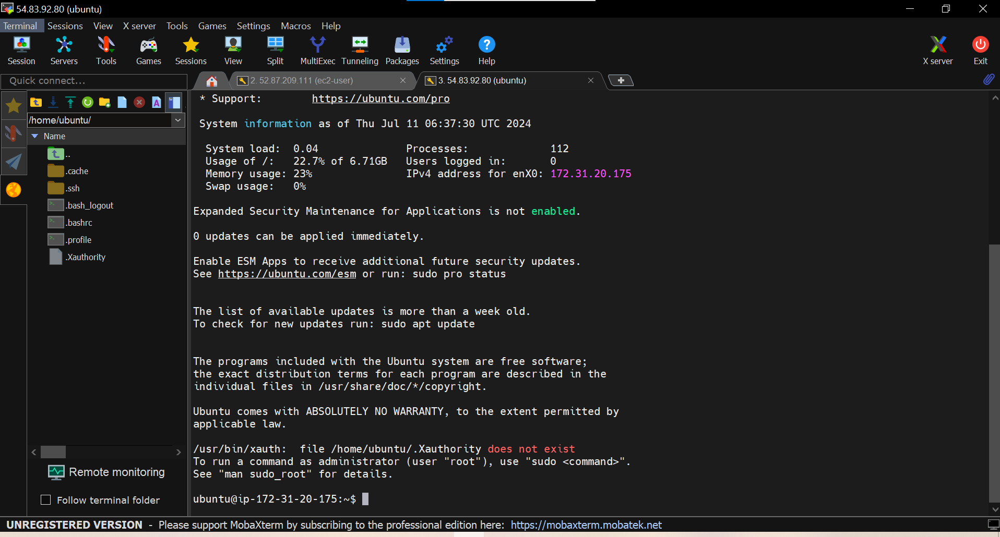 54.83.92.80 (ubuntu)
Terminal Sessions View X server Tools Games Settings Macros Help
Session Servers Tools Games Sessions View Split MultiExec Tunneling Packages Settings Help X server Exit
Quick connect...
2. 52.87.209.111 (ec2-user)
3. 54.83.92.80 (ubuntu)
/home/ubuntu/
Name
..
.cache
.ssh
.bash_logout
.bashrc
.profile
.Xauthority
Remote monitoring
Follow terminal folder
* Support: https://ubuntu.com/pro
System information as of Thu Jul 11 06:37:30 UTC 2024
System load: 0.04 Processes: 112
Usage of /: 22.7% of 6.71GB Users logged in: 0
Memory usage: 23% IPv4 address for enX0: 172.31.20.175
Swap usage: 0%
Expanded Security Maintenance for Applications is not enabled.
0 updates can be applied immediately.
Enable ESM Apps to receive additional future security updates.
See https://ubuntu.com/esm or run: sudo pro status
The list of available updates is more than a week old.
To check for new updates run: sudo apt update
The programs included with the Ubuntu system are free software;
the exact distribution terms for each program are described in the
individual files in /usr/share/doc/*/copyright.
Ubuntu comes with ABSOLUTELY NO WARRANTY, to the extent permitted by
applicable law.
/usr/bin/xauth: file /home/ubuntu/.Xauthority does not exist
To run a command as administrator (user "root"), use "sudo <command>".
See "man sudo_root" for details.
ubuntu@ip-172-31-20-175:~$
UNREGISTERED VERSION - Please support MobaXterm by subscribing to the professional edition here: https://mobaxterm.mobatek.net